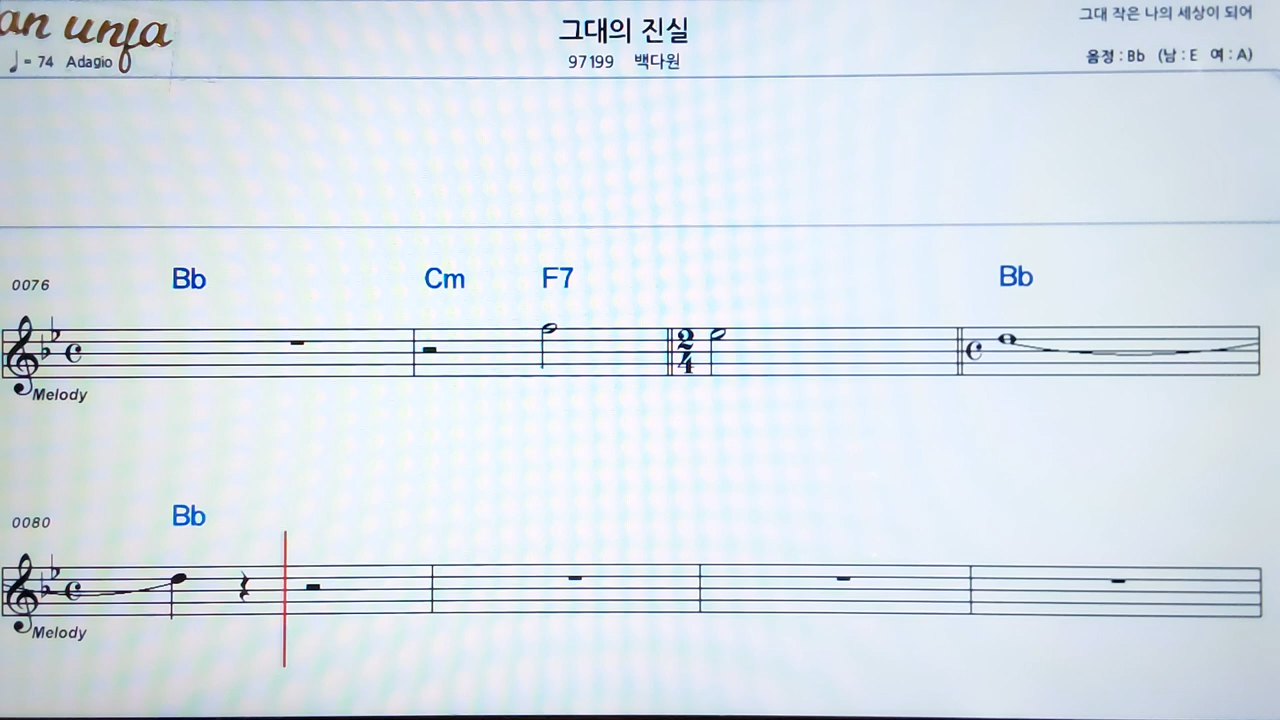 an unfa
그대의 진실
그대 작은 나의 세상이 되어
♩= 74 Adagio
97199 백다원
음정 : Bb (남 : E 여 : A)
Bb Cm F7 Bb
0076
2
4
Melody
Bb
0080
Melody